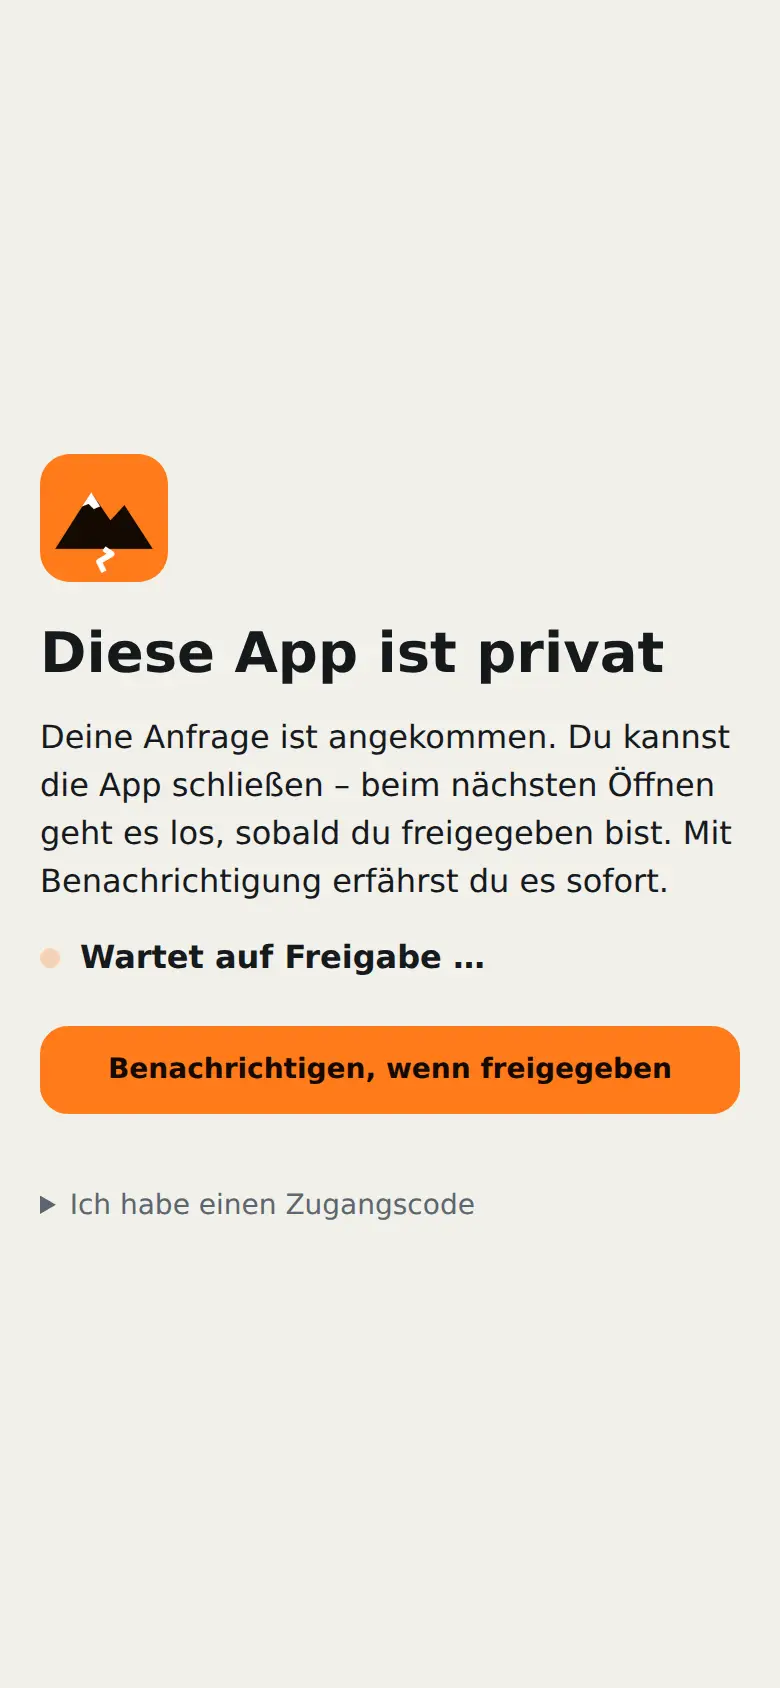 Diese App ist privat
Deine Anfrage ist angekommen. Du kannst
die App schließen – beim nächsten Öffnen
geht es los, sobald du freigegeben bist. Mit
Benachrichtigung erfährst du es sofort.
Wartet auf Freigabe …
Benachrichtigen, wenn freigegeben
Ich habe einen Zugangscode